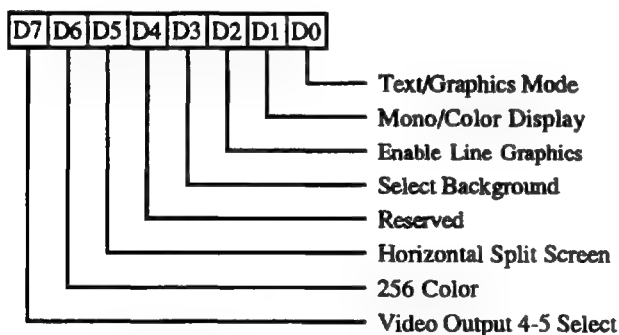 D7 D6 D5 D4 D3 D2 D1 D0
Text/Graphics Mode
Mono/Color Display
Enable Line Graphics
Select Background
Reserved
Horizontal Split Screen
256 Color
Video Output 4-5 Select